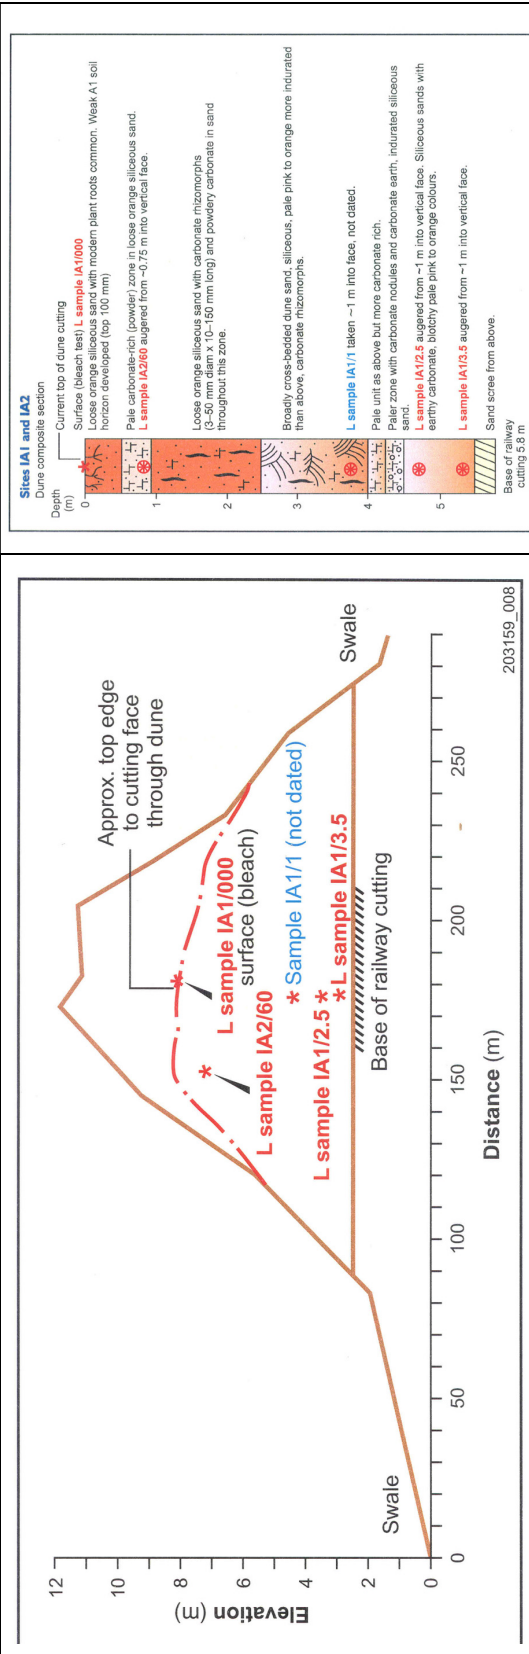 Sites IA1 and IA2
Dune composite section
Depth
(m)
Current top of dune cutting
Surface (bleach test) L sample IA1/000
Loose orange siliceous sand with modern plant roots common. Weak A1 soil
horizon developed (top 100 mm)
Pale carbonate-rich (powder) zone in loose orange siliceous sand.
L sample IA2/60 augered from ~0.75 m into vertical face.
Loose orange siliceous sand with carbonate rhizomorphs
(3–50 mm diam x 10–150 mm long) and powdery carbonate in sand
throughout this zone.
Broadly cross-bedded dune sand, siliceous, pale pink to orange more indurated
than above, carbonate rhizomorphs.
L sample IA1/1 taken ~1 m into face, not dated.
Pale unit as above but more carbonate rich.
Paler zone with carbonate nodules and carbonate earth, indurated siliceous
sand.
L sample IA1/2.5 augered from ~1 m into vertical face. Siliceous sands with
earthy carbonate, blotchy pale pink to orange colours.
L sample IA1/3.5 augered from ~1 m into vertical face.
Sand scree from above.
Base of railway
cutting 5.8 m
0
1
2
3
4
5
12
10
8
6
4
2
0
Elevation (m)
Approx. top edge
to cutting face
through dune
L sample IA1/000
surface (bleach)
L sample IA2/60
Sample IA1/1 (not dated)
L sample IA1/2.5
L sample IA1/3.5
Base of railway cutting
Swale
Swale
0
50
100
150
200
250
Distance (m)
203159_008